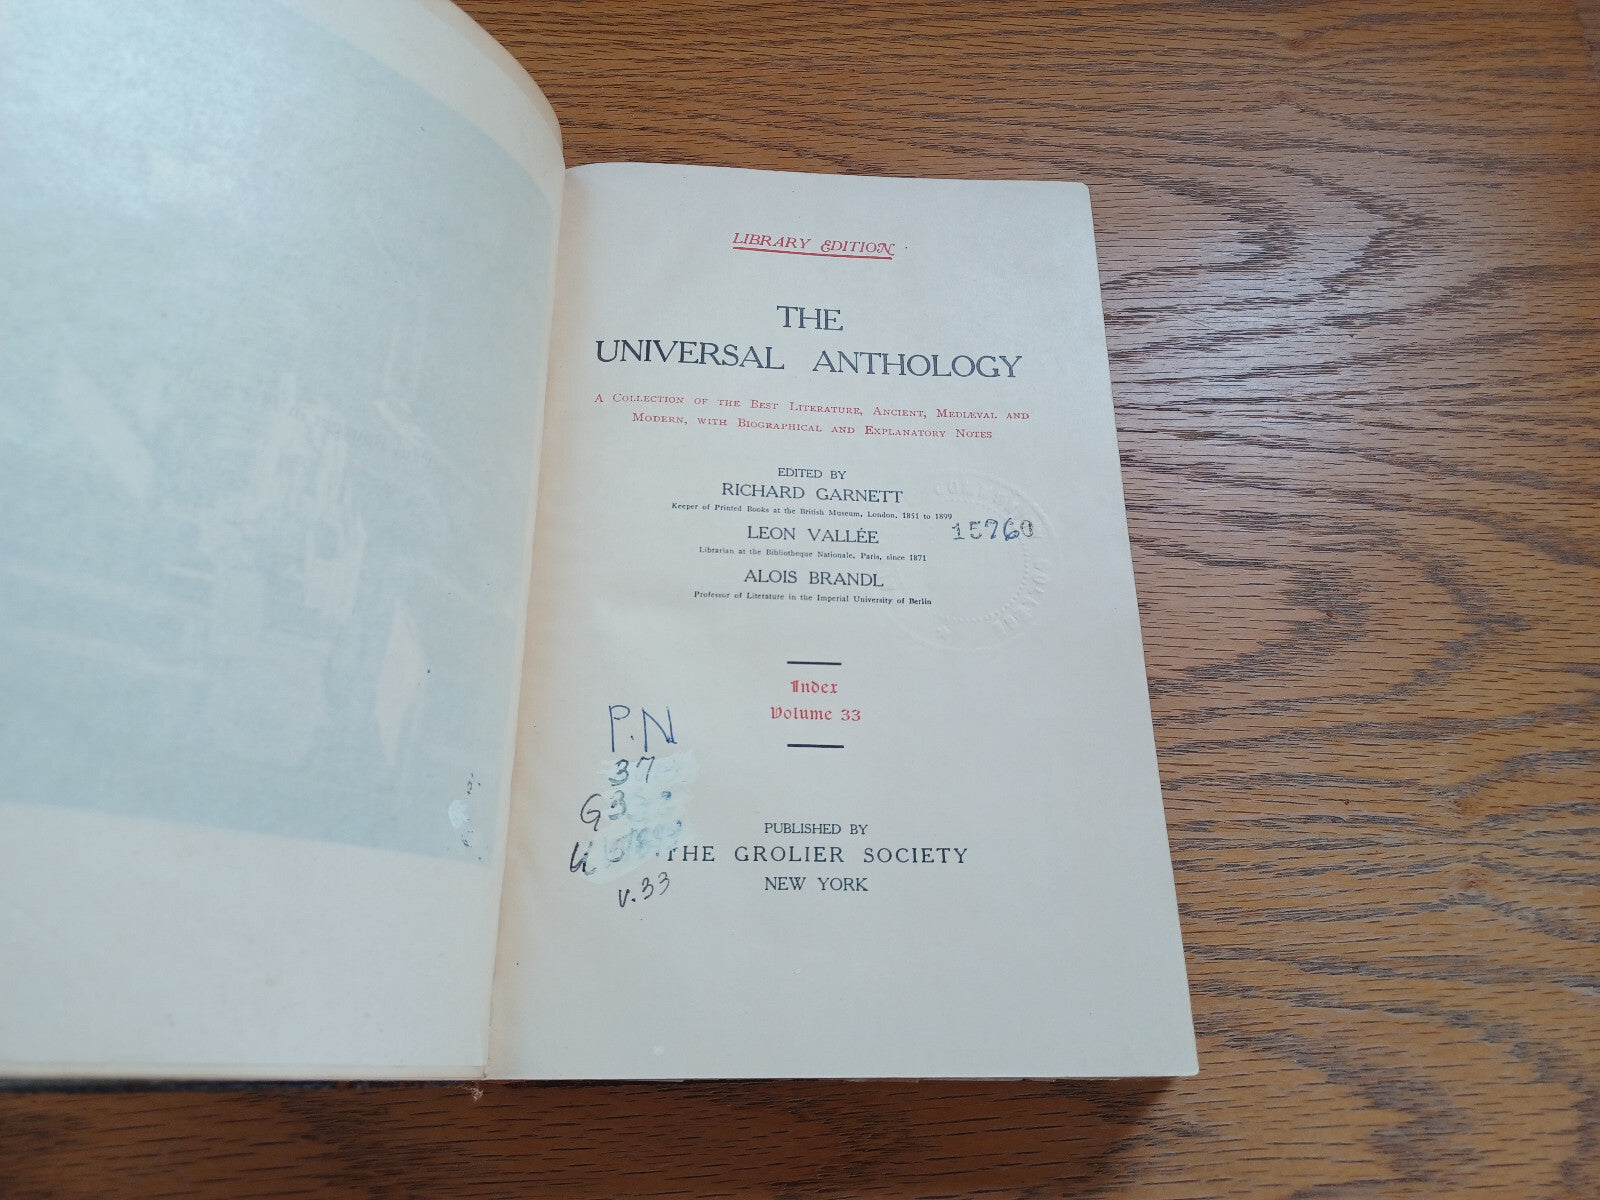 LIBRARY EDITION
THE
UNIVERSAL ANTHOLOGY
A Collection of the Best Literature, Ancient, Mediæval and
Modern, with Biographical and Explanatory Notes
EDITED BY
RICHARD GARNETT
Keeper of Printed Books at the British Museum, London, 1851 to 1899
LEON VALLÉE
Librarian at the Bibliotheque Nationale, Paris, since 1871
ALOIS BRANDL
Professor of Literature in the Imperial University of Berlin
15760
Index
Volume 33
P.N
37
G3
v.33
PUBLISHED BY
THE GROLIER SOCIETY
NEW YORK